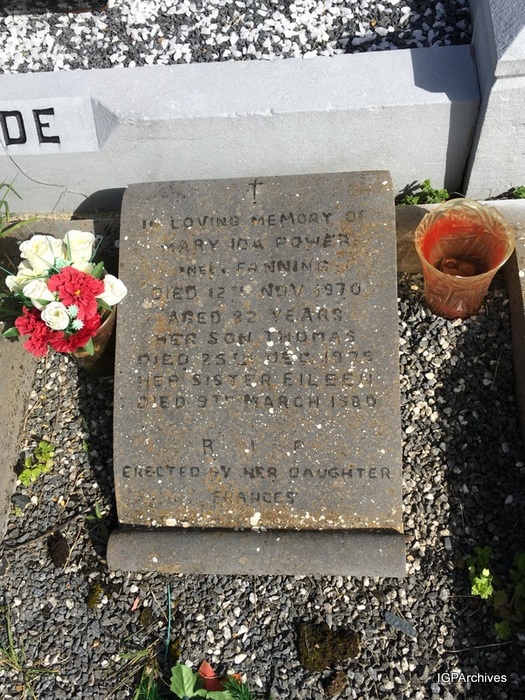 DE
IN LOVING MEMORY OF
MARY IDA POWER
(NEE FANNING)
DIED 12TH NOV 1970
AGED 82 YEARS
HER SON THOMAS
DIED 25TH DEC 1979
HER SISTER EILEEN
DIED 9TH MARCH 1980
R I P
ERECTED BY HER DAUGHTER
FRANCES
IGPArchives